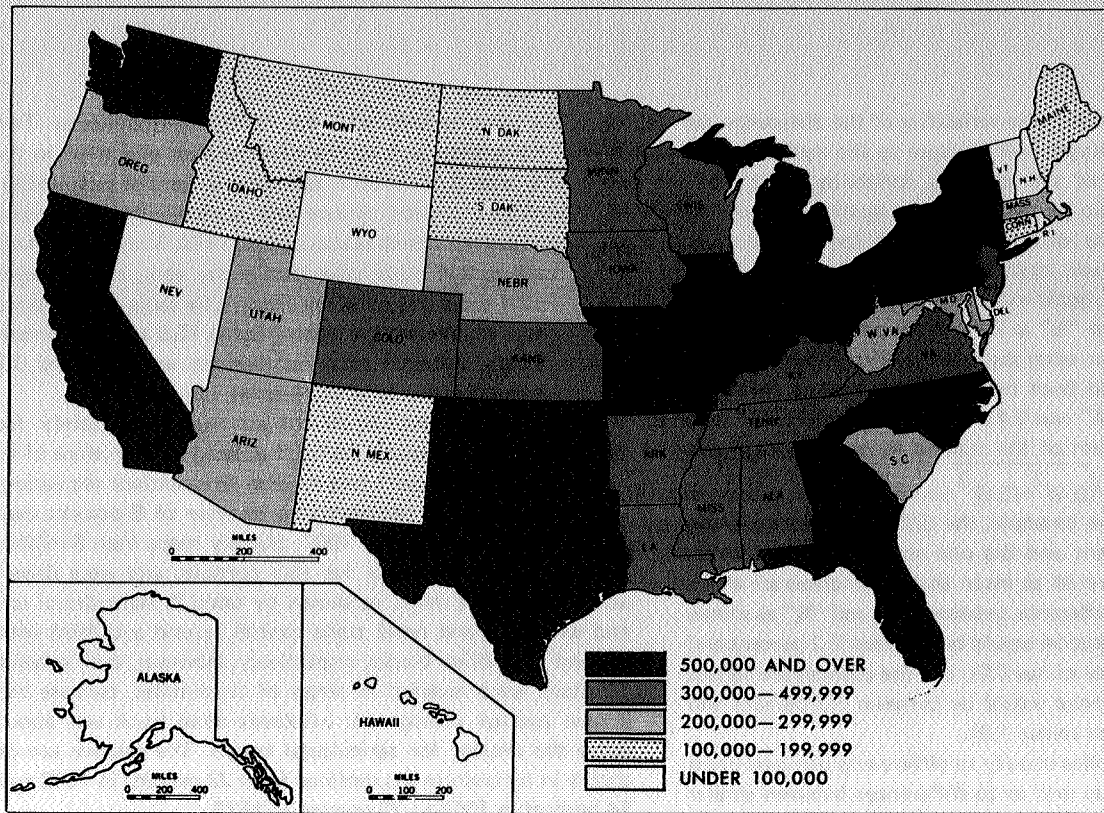 MONT
N DAK
MAINE
OREG
IDAHO
S DAK
MINN
WIS
VT.
N.H.
MASS
CONN
R I
WYO
IOWA
NEV
UTAH
NEBR
COLO
KANS
MD
DEL
W VA
VA
KY
TENN
ARIZ
N MEX
ARK
S C
MISS
ALA
LA
MILES
0 200 400
ALASKA
MILES
0 200 400
HAWAII
MILES
0 100 200
500,000 AND OVER
300,000—499,999
200,000—299,999
100,000—199,999
UNDER 100,000